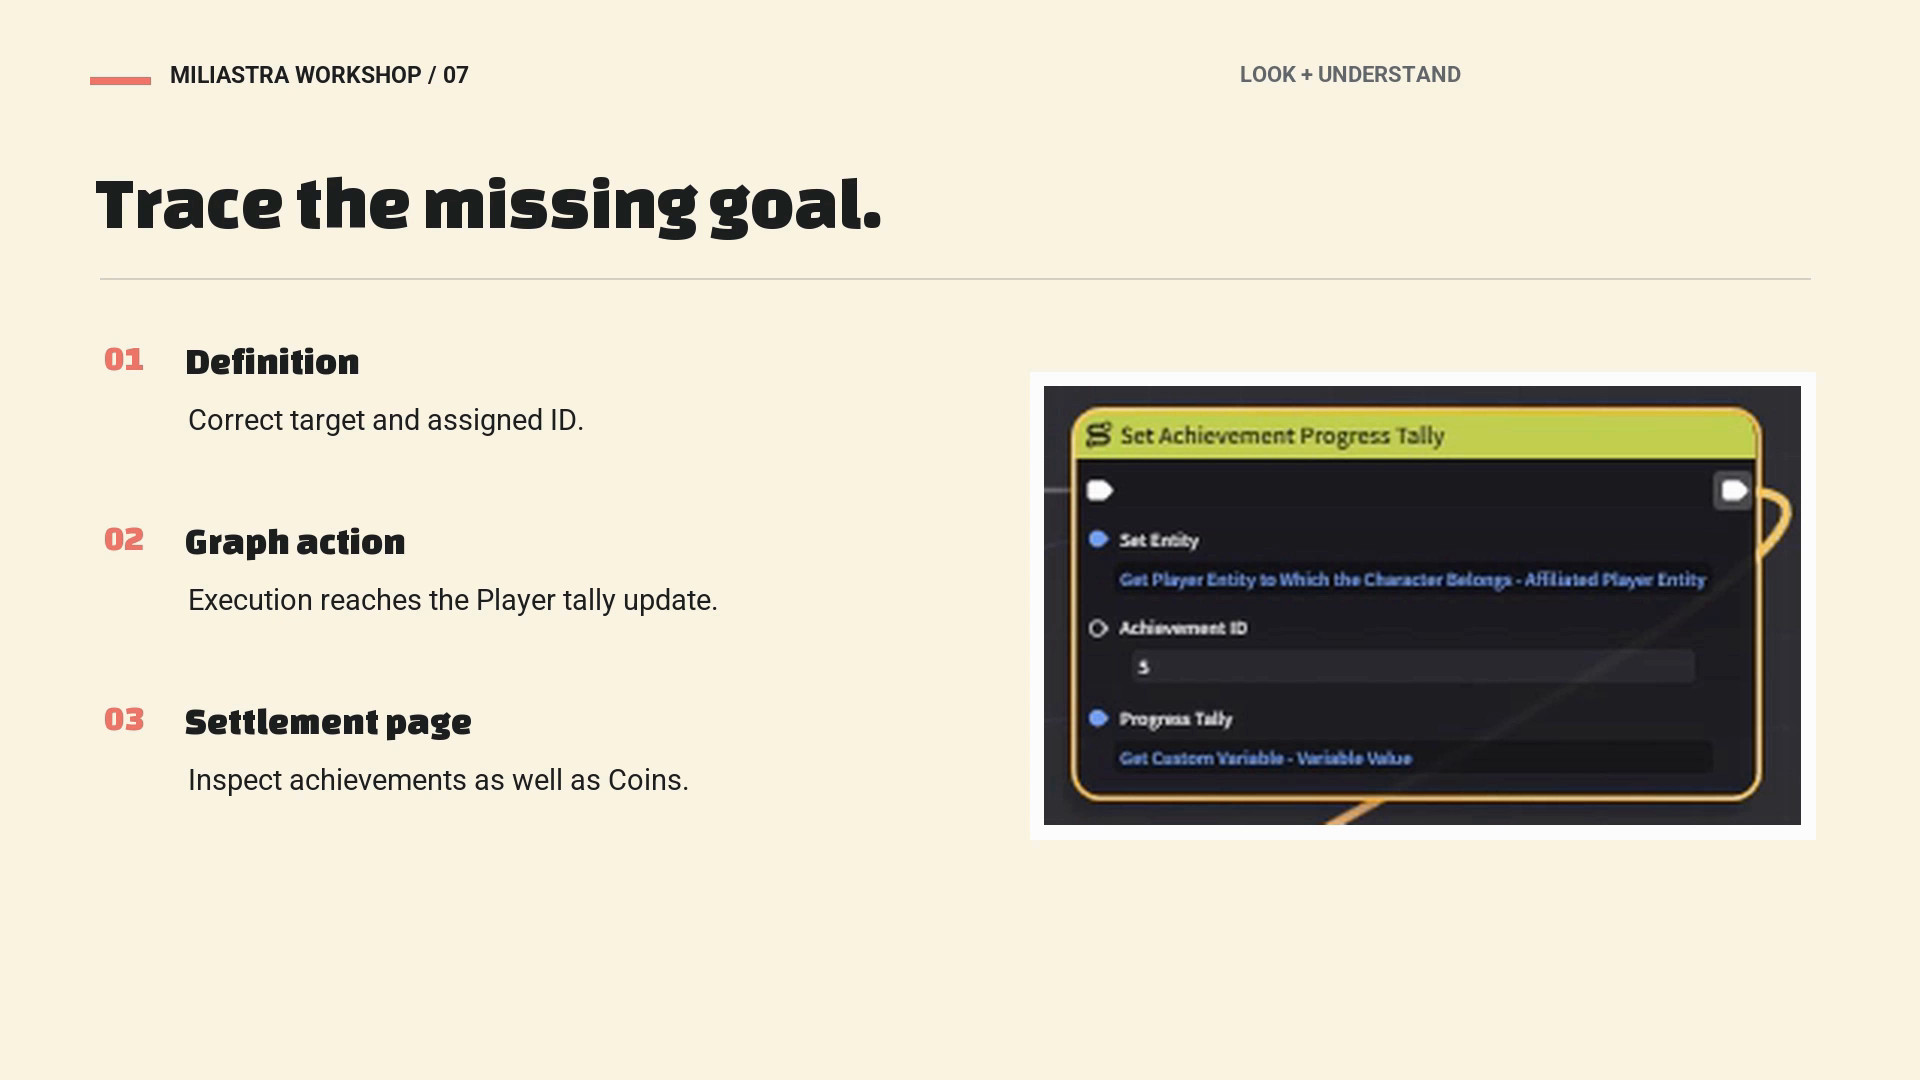 MILIASTRA WORKSHOP / 07
LOOK + UNDERSTAND
Trace the missing goal.
01 Definition
Correct target and assigned ID.
02 Graph action
Execution reaches the Player tally update.
03 Settlement page
Inspect achievements as well as Coins.
Set Achievement Progress Tally
Set Entity
Get Player Entity to Which the Character Belongs - Affiliated Player Entity
Achievement ID
5
Progress Tally
Get Custom Variable - Variable Value